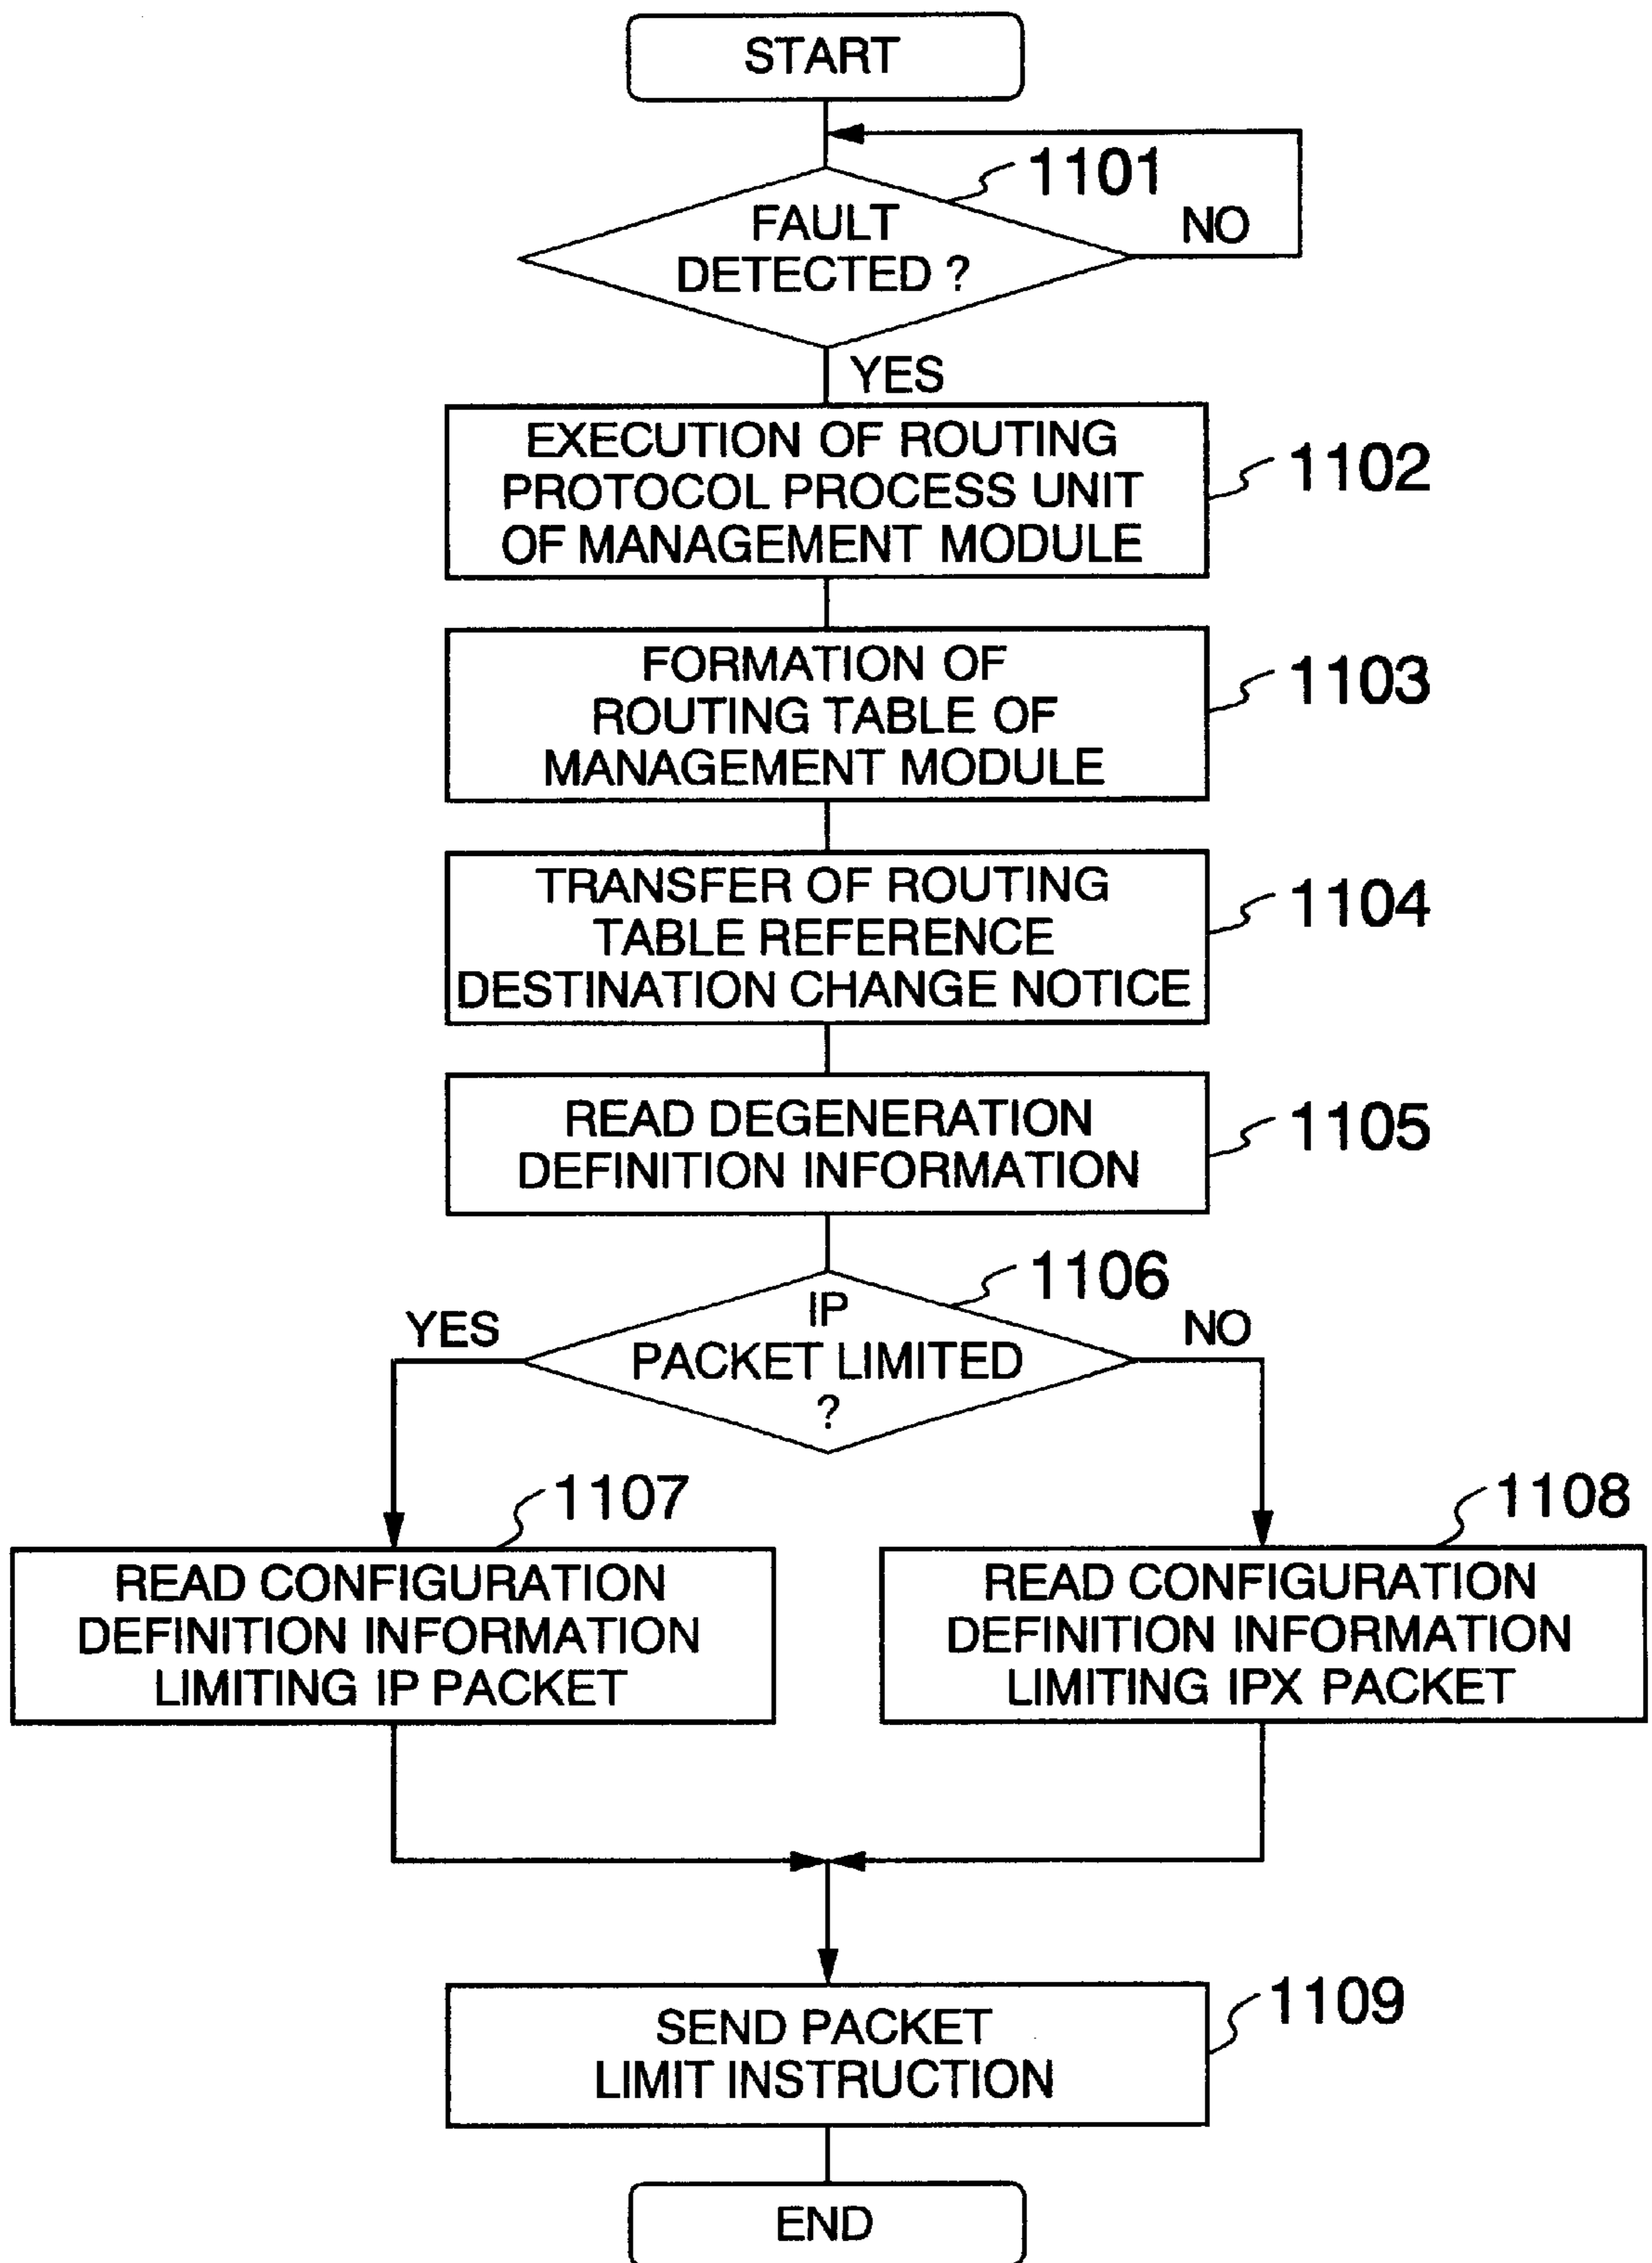 START
1101
FAULT
DETECTED ?
NO
YES
EXECUTION OF ROUTING
PROTOCOL PROCESS UNIT
OF MANAGEMENT MODULE
1102
FORMATION OF
ROUTING TABLE OF
MANAGEMENT MODULE
1103
TRANSFER OF ROUTING
TABLE REFERENCE
DESTINATION CHANGE NOTICE
1104
READ DEGENERATION
DEFINITION INFORMATION
1105
1106
IP
PACKET LIMITED
?
YES
NO
1107
READ CONFIGURATION
DEFINITION INFORMATION
LIMITING IP PACKET
1108
READ CONFIGURATION
DEFINITION INFORMATION
LIMITING IPX PACKET
SEND PACKET
LIMIT INSTRUCTION
1109
END